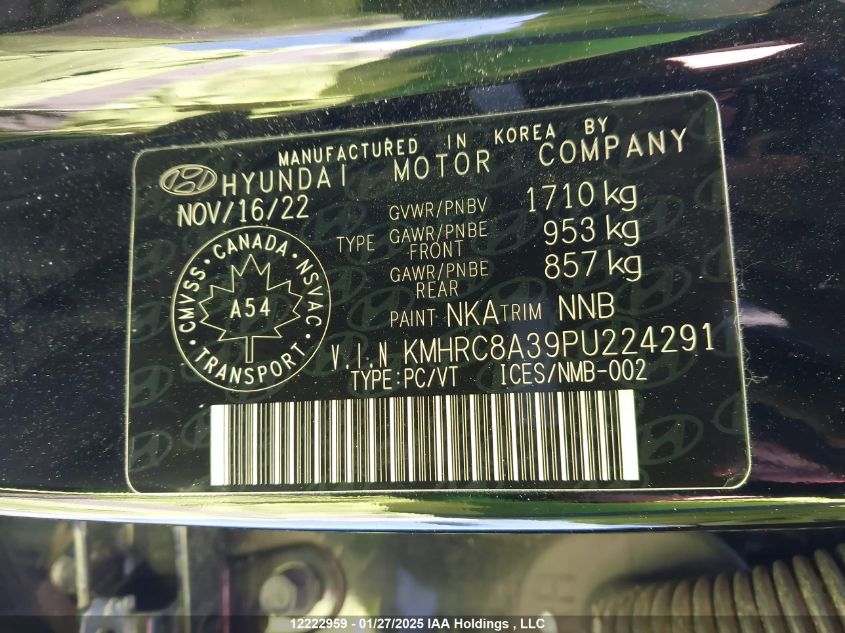 MANUFACTURED IN KOREA BY
HYUNDAI MOTOR COMPANY
NOV/16/22
GVWR/PNBV 1710 kg
TYPE GAWR/PNBE FRONT 953 kg
GAWR/PNBE REAR 857 kg
PAINT NKA TRIM NNB
V.I.N KMHRC8A39PU224291
TYPE:PC/VT ICES/NMB-002
CMVSS · CANADA · NSVAC · TRANSPORT ·
A54
12222959 - 01/27/2025 IAA Holdings , LLC